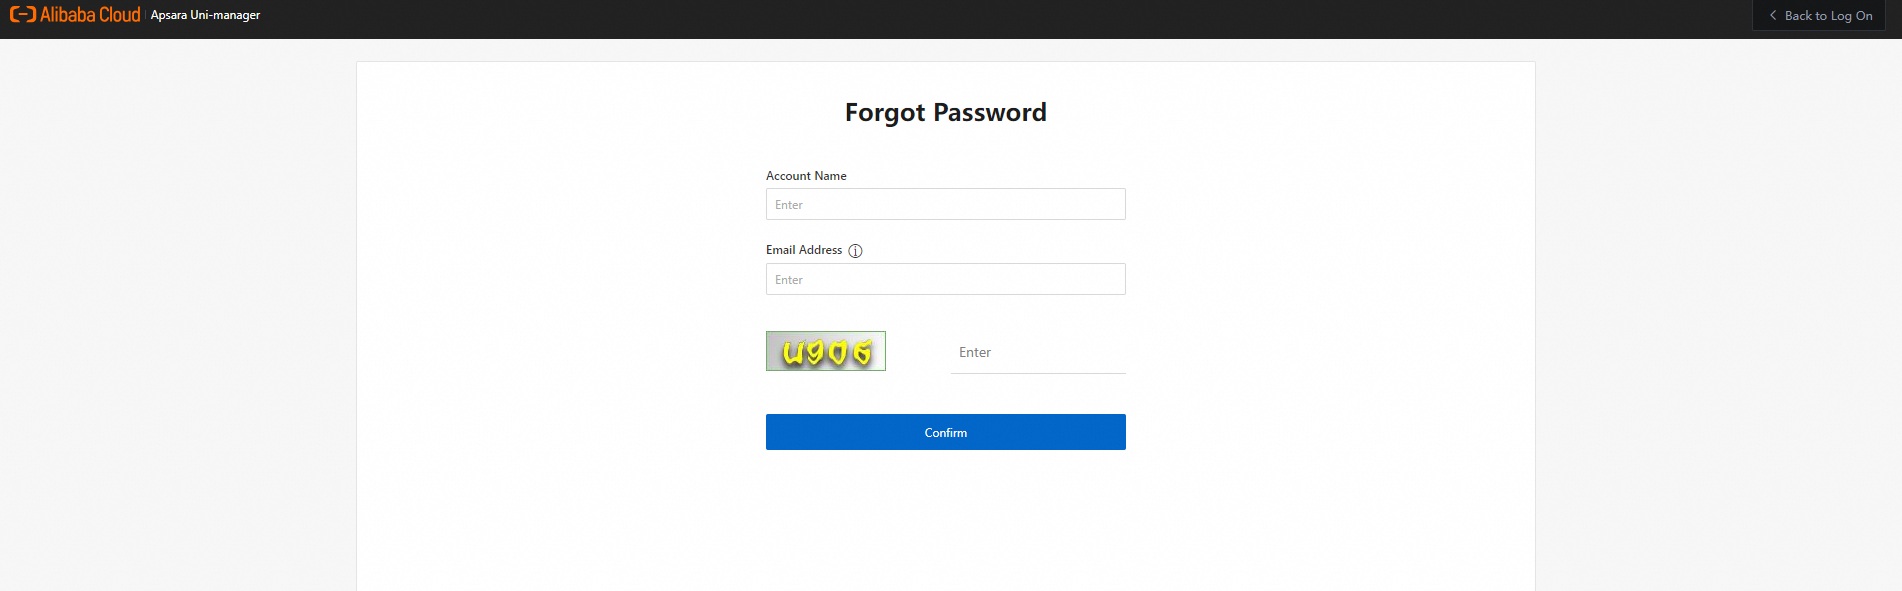 Alibaba Cloud | Apsara Uni-manager
Back to Log On
Forgot Password
Account Name
Enter
Email Address
Enter
u906
Enter
Confirm